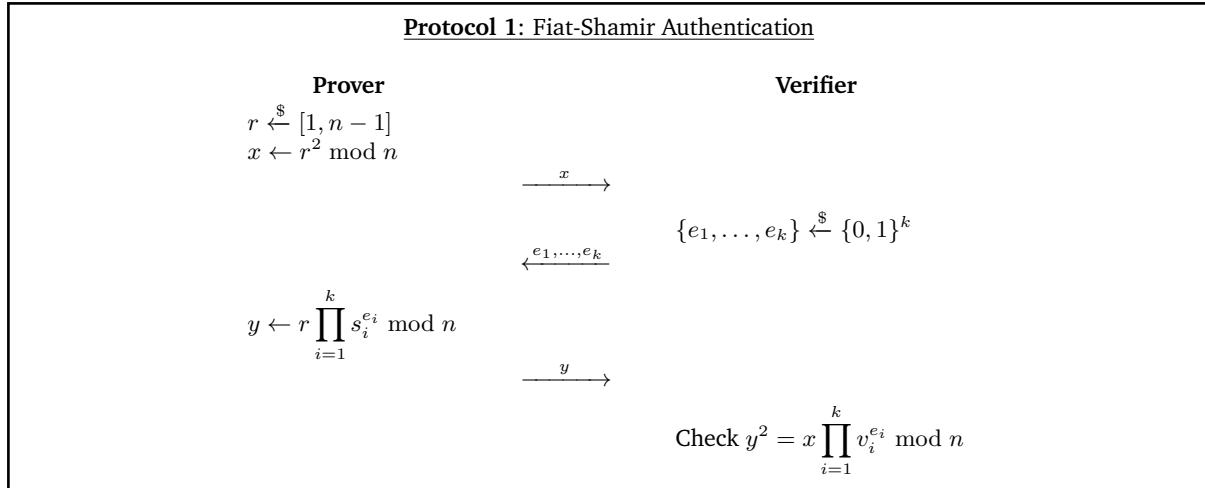 Protocol 1: Fiat-Shamir Authentication
Prover Verifier
r ←$ [1, n − 1]
x ← r² mod n
x
{e₁, . . . , eₖ} ←$ {0, 1}ᵏ
e₁,...,eₖ
y ← r ∏ᵢ₌₁ᵏ sᵢ^{eᵢ} mod n
y
Check y² = x ∏ᵢ₌₁ᵏ vᵢ^{eᵢ} mod n